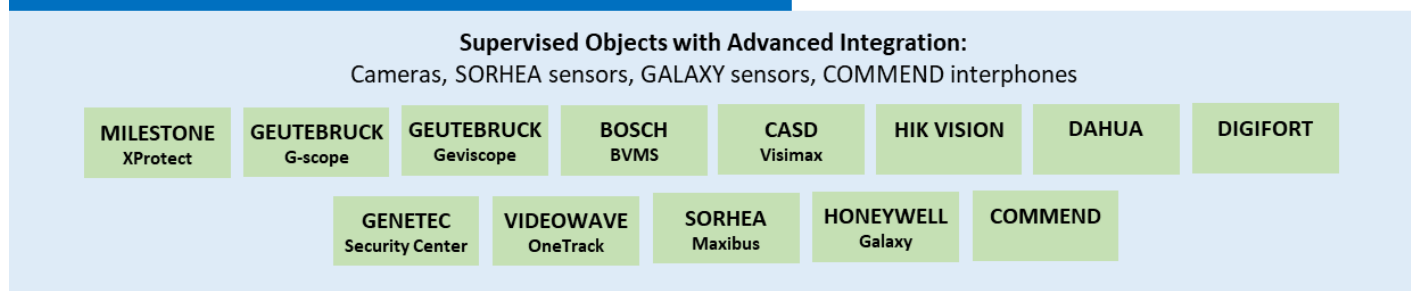 Supervised Objects with Advanced Integration:
Cameras, SORHEA sensors, GALAXY sensors, COMMEND interphones
MILESTONE
XProtect
GEUTEBRUCK
G-scope
GEUTEBRUCK
Geviscope
BOSCH
BVMS
CASD
Visimax
HIK VISION
DAHUA
DIGIFORT
GENETEC
Security Center
VIDEOWAVE
OneTrack
SORHEA
Maxibus
HONEYWELL
Galaxy
COMMEND